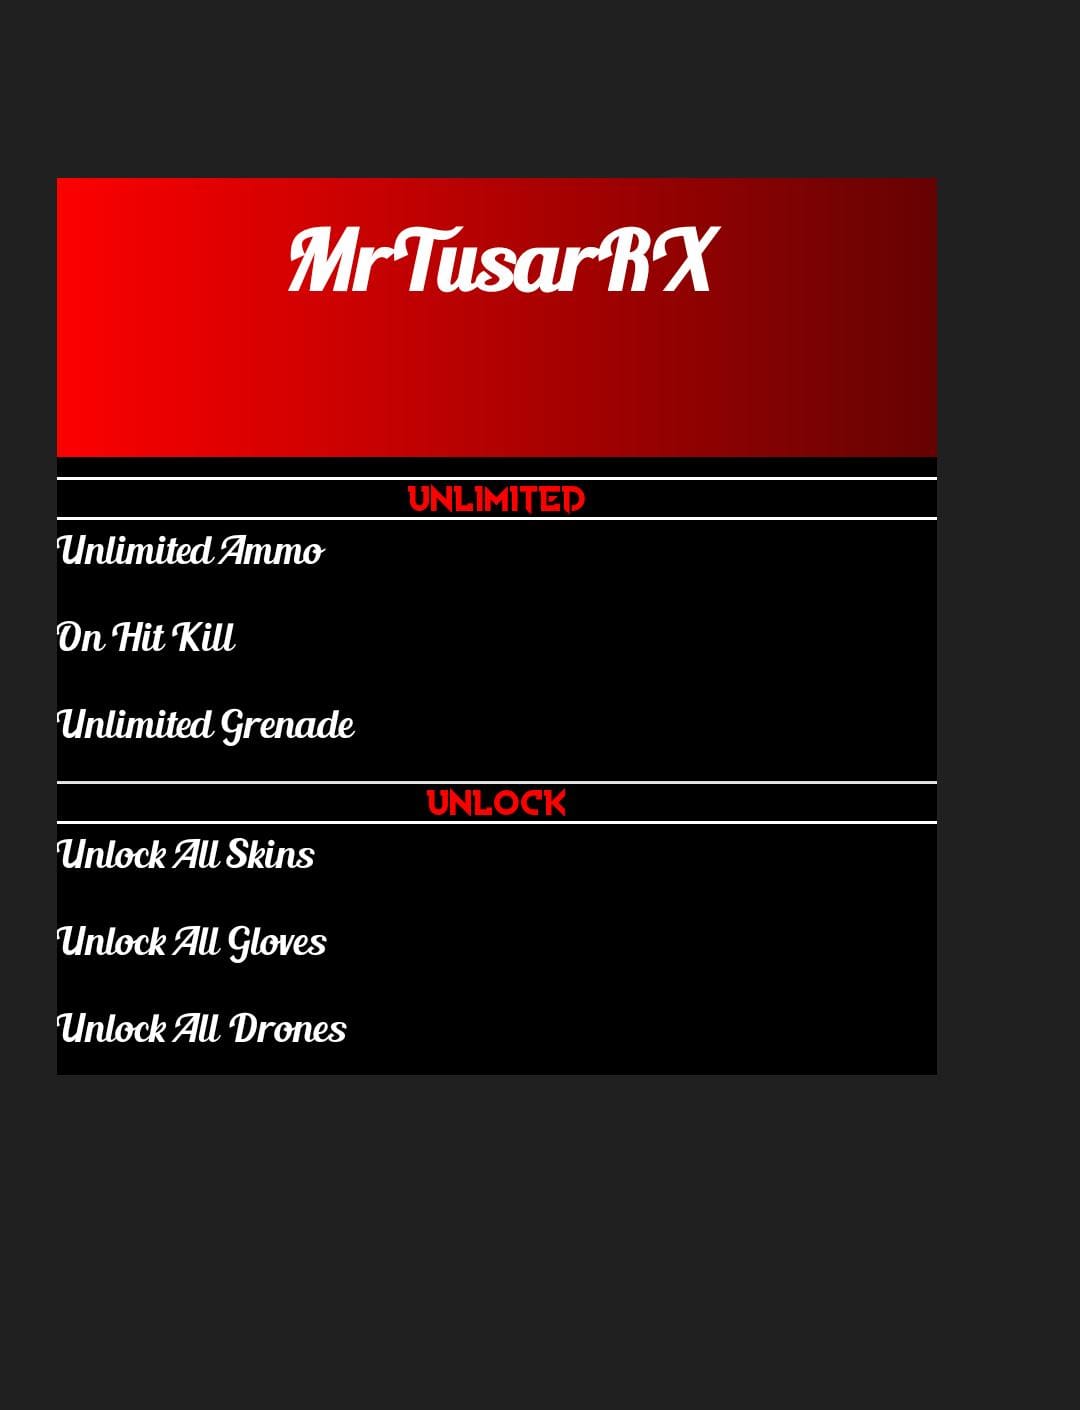 MrTusarRX
UNLIMITED
Unlimited Ammo
On Hit Kill
Unlimited Grenade
UNLOCK
Unlock All Skins
Unlock All Gloves
Unlock All Drones